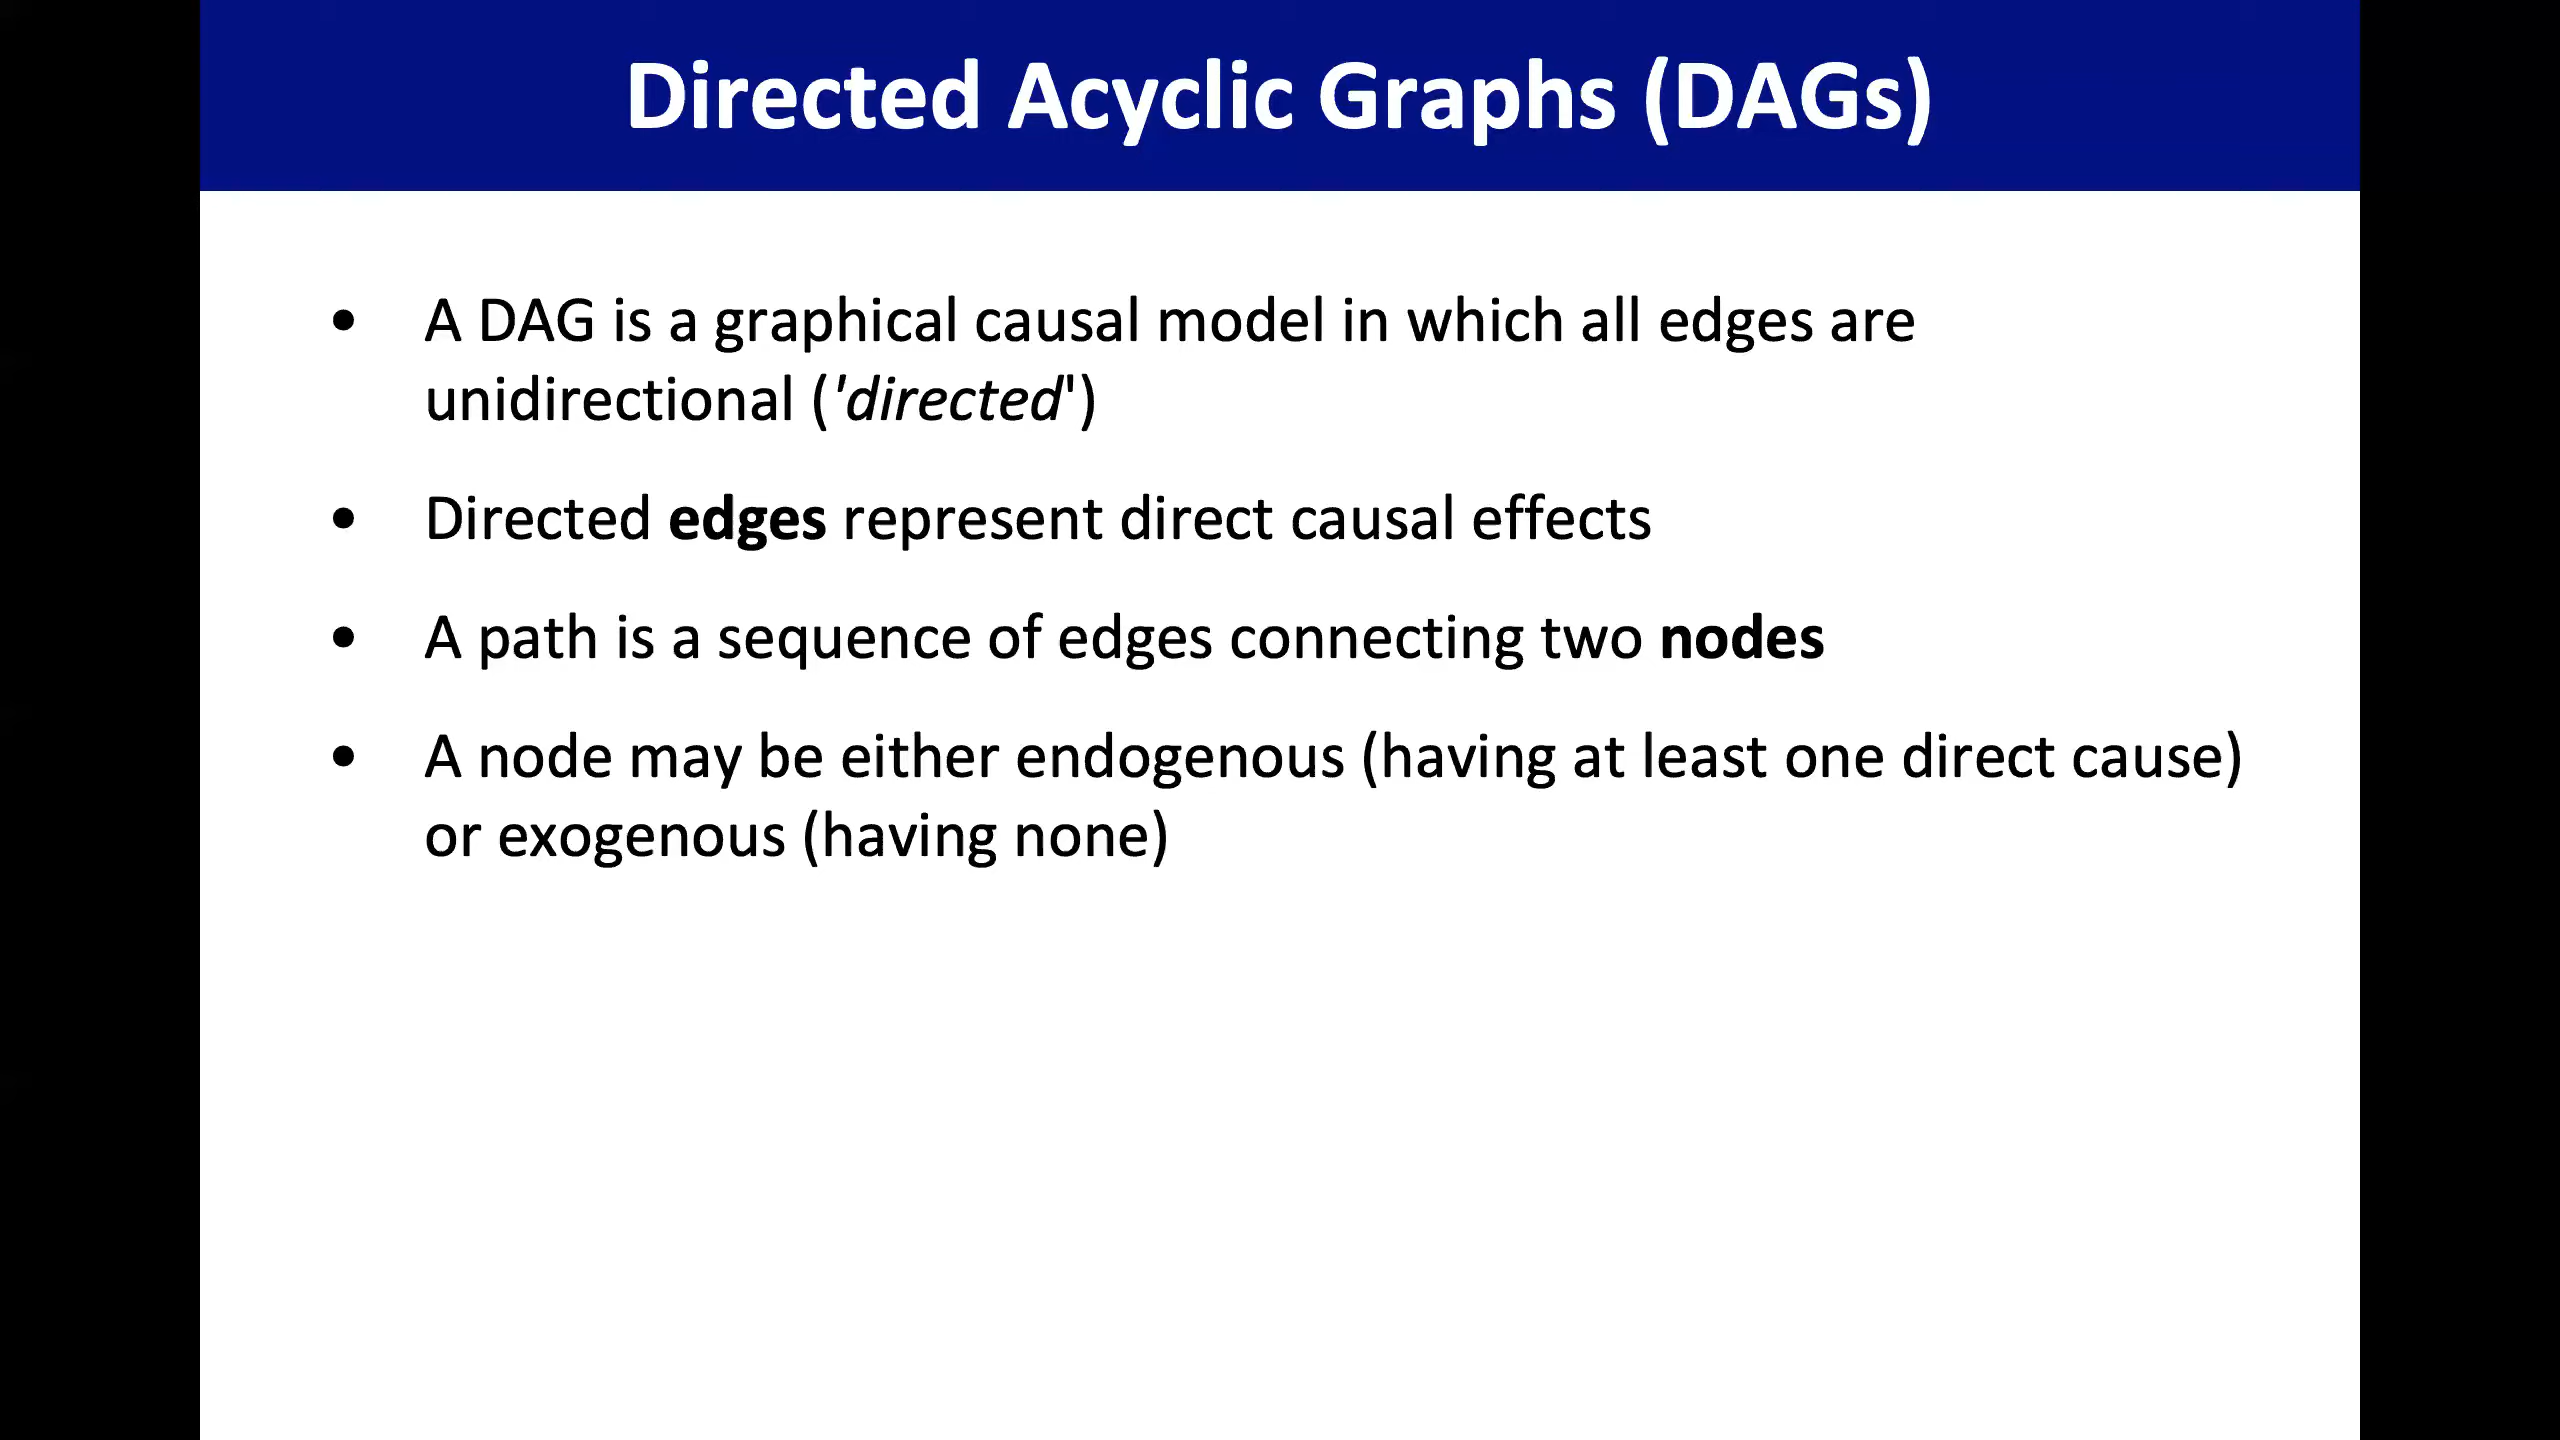 Directed Acyclic Graphs (DAGs)
• A DAG is a graphical causal model in which all edges are
unidirectional ('directed')
• Directed edges represent direct causal effects
• A path is a sequence of edges connecting two nodes
• A node may be either endogenous (having at least one direct cause)
or exogenous (having none)